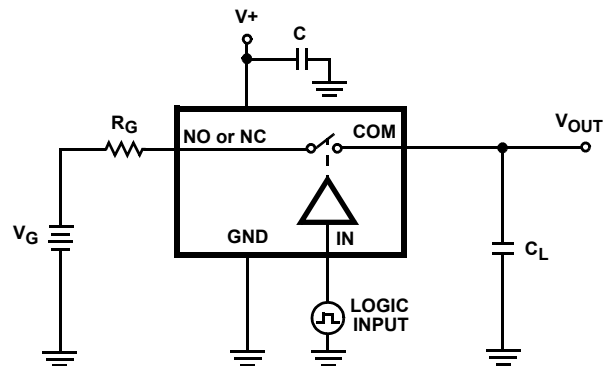 V+
C
RG
NO or NC
COM
VOUT
VG
GND
IN
CL
LOGIC
INPUT